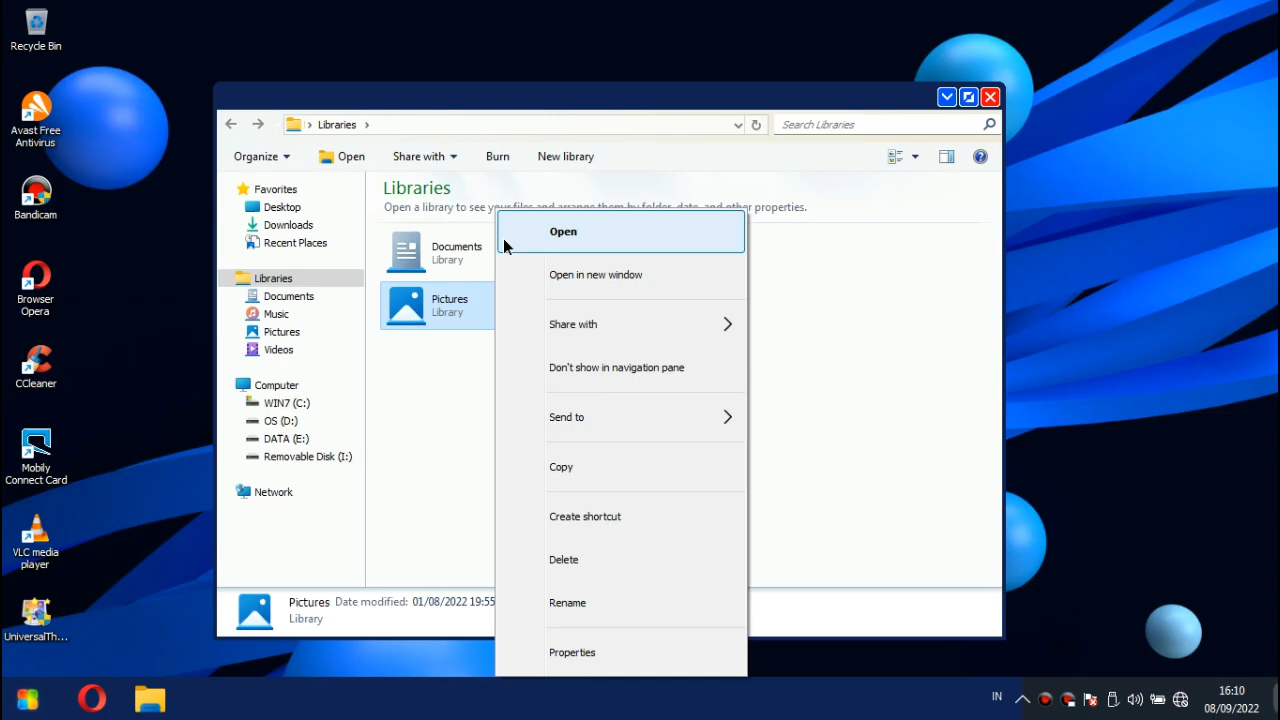 Recycle Bin
Avast Free
Antivirus
Bandicam
Browser
Opera
CCleaner
Mobily
Connect Card
VLC media
player
UniversalTh...
Libraries
Search Libraries
Organize
Open
Share with
Burn
New library
Favorites
Desktop
Downloads
Recent Places
Libraries
Documents
Music
Pictures
Videos
Computer
WIN7 (C:)
OS (D:)
DATA (E:)
Removable Disk (I:)
Network
Libraries
Open a library to see your files and arrange them by folder, date, and other properties.
Documents
Library
Pictures
Library
Open
Open in new window
Share with
Don't show in navigation pane
Send to
Copy
Create shortcut
Delete
Rename
Properties
Pictures Date modified: 01/08/2022 19:55
Library
IN
16:10
08/09/2022